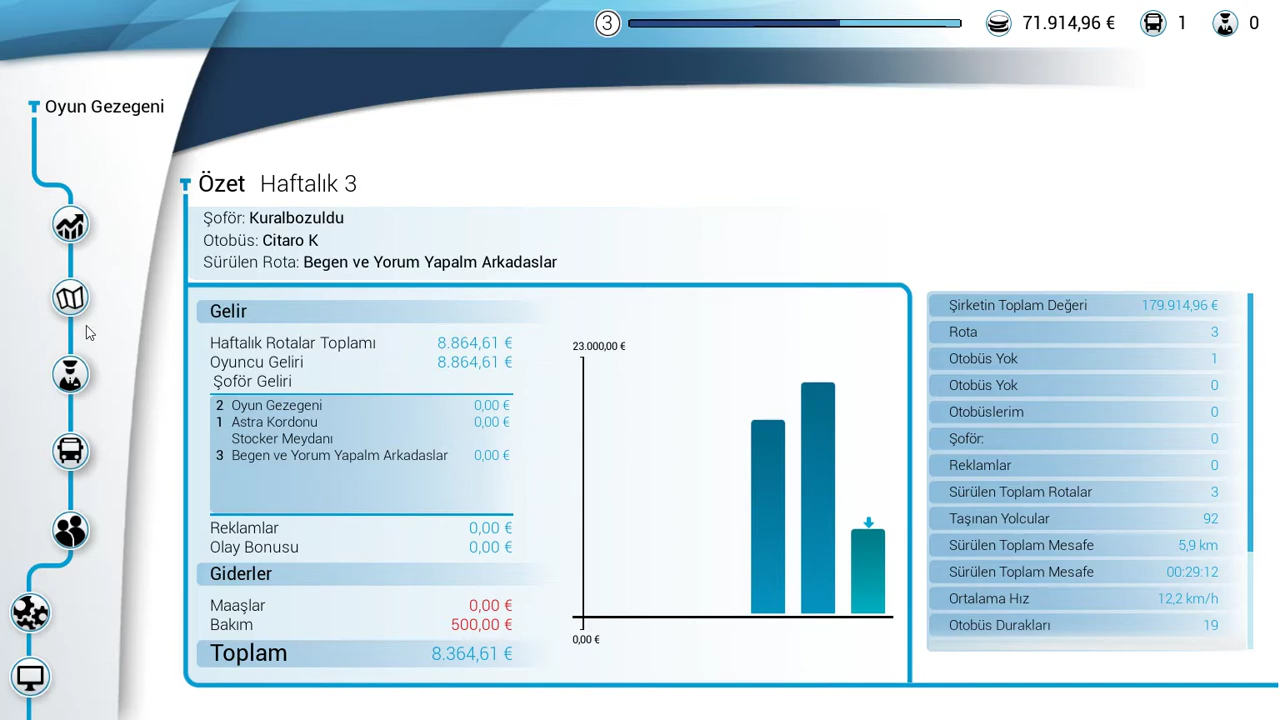 3
71.914,96 €
1
0
Oyun Gezegeni
Özet Haftalık 3
Şoför: Kuralbozuldu
Otobüs: Citaro K
Sürülen Rota: Begen ve Yorum Yapalm Arkadaslar
Gelir
Haftalık Rotalar Toplamı 8.864,61 €
Oyuncu Geliri 8.864,61 €
Şoför Geliri
2 Oyun Gezegeni 0,00 €
1 Astra Kordonu 0,00 €
Stocker Meydanı
3 Begen ve Yorum Yapalm Arkadaslar 0,00 €
Reklamlar 0,00 €
Olay Bonusu 0,00 €
Giderler
Maaşlar 0,00 €
Bakım 500,00 €
Toplam 8.364,61 €
23.000,00 €
0,00 €
Şirketin Toplam Değeri 179.914,96 €
Rota 3
Otobüs Yok 1
Otobüs Yok 0
Otobüslerim 0
Şoför: 0
Reklamlar 0
Sürülen Toplam Rotalar 3
Taşınan Yolcular 92
Sürülen Toplam Mesafe 5,9 km
Sürülen Toplam Mesafe 00:29:12
Ortalama Hız 12,2 km/h
Otobüs Durakları 19